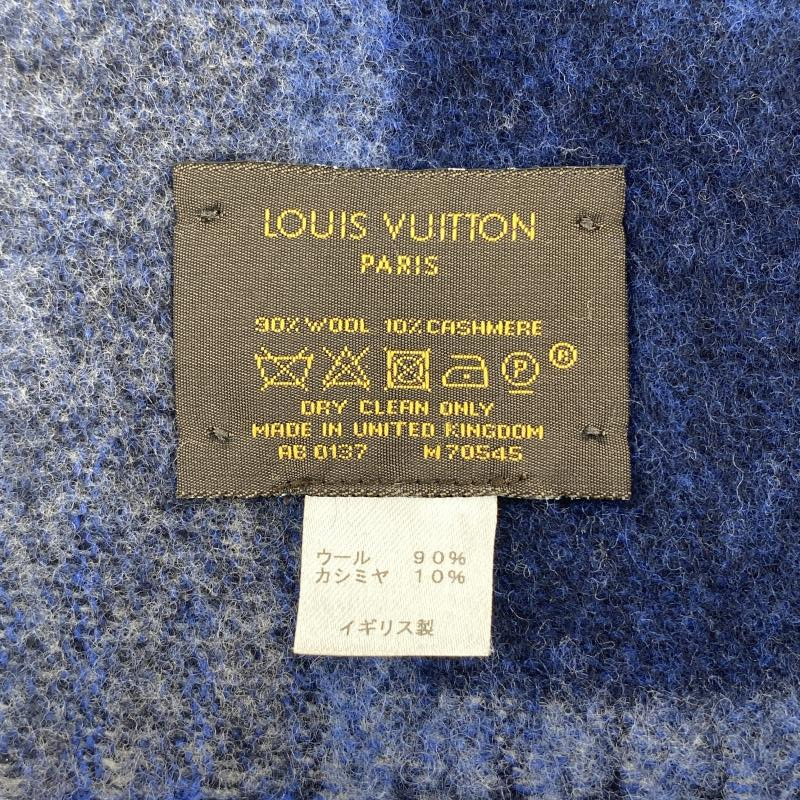 LOUIS VUITTON
PARIS
90% WOOL 10% CASHMERE
P ®
DRY CLEAN ONLY
MADE IN UNITED KINGDOM
AB 0137 M70545
ウール 90%
カシミヤ 10%
イギリス製